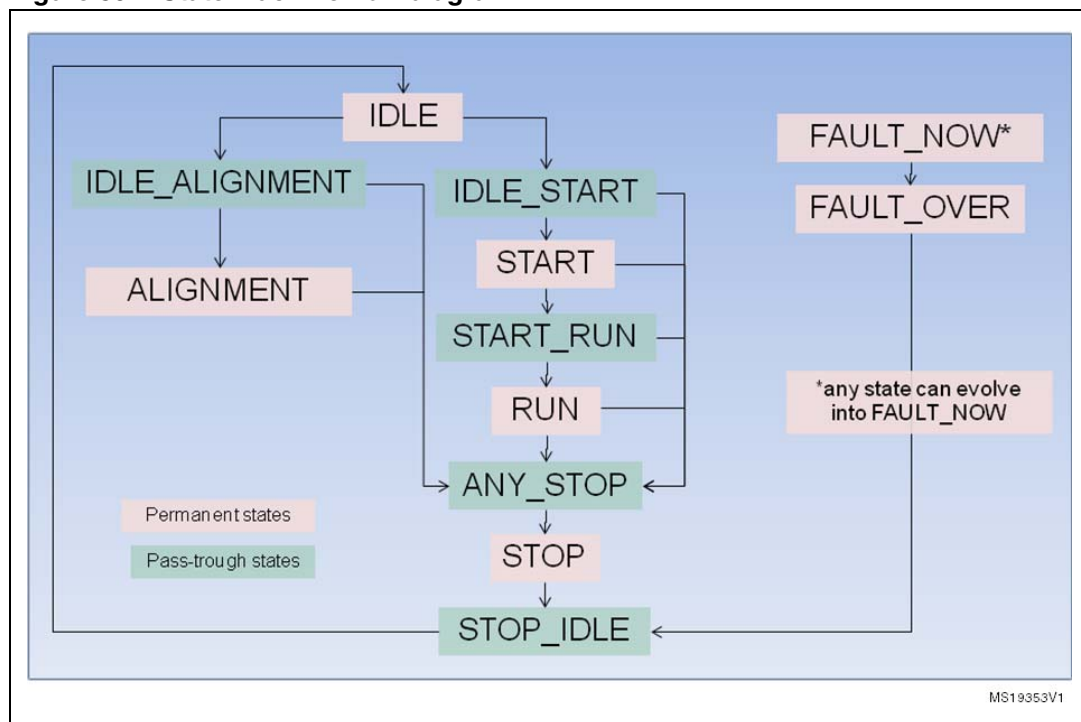 IDLE
IDLE_ALIGNMENT
ALIGNMENT
IDLE_START
START
START_RUN
RUN
ANY_STOP
STOP
STOP_IDLE
FAULT_NOW*
FAULT_OVER
*any state can evolve
into FAULT_NOW
Permanent states
Pass-trough states
MS19353V1